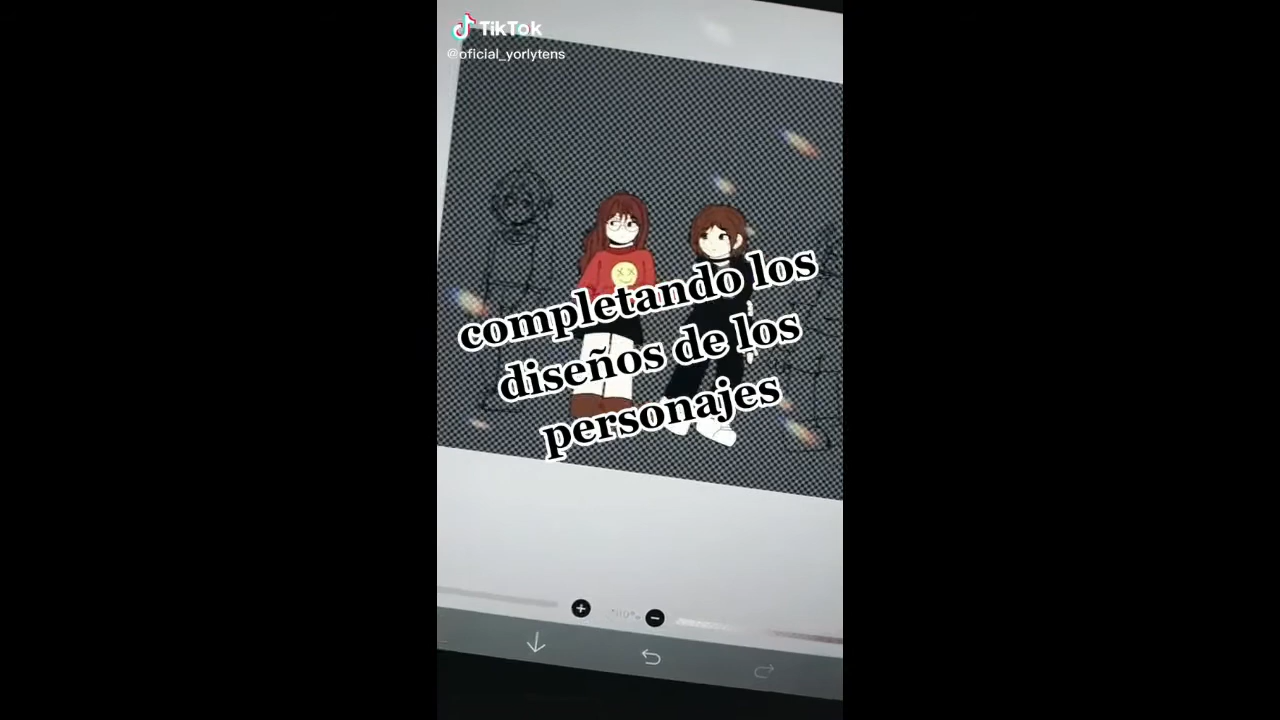 TikTok
@oficial_yorlytens
completando los
diseños de los
personajes